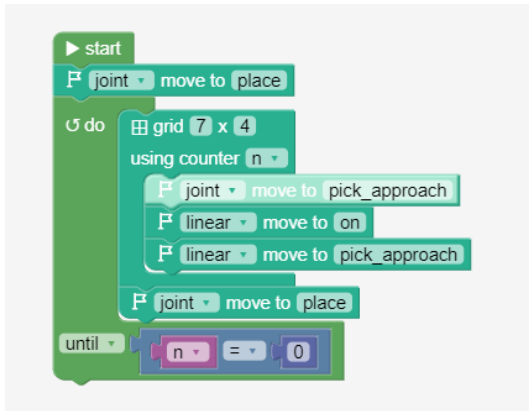 start
joint move to place
do grid 7 x 4
using counter n
joint move to pick_approach
linear move to on
linear move to pick_approach
joint move to place
until n = 0